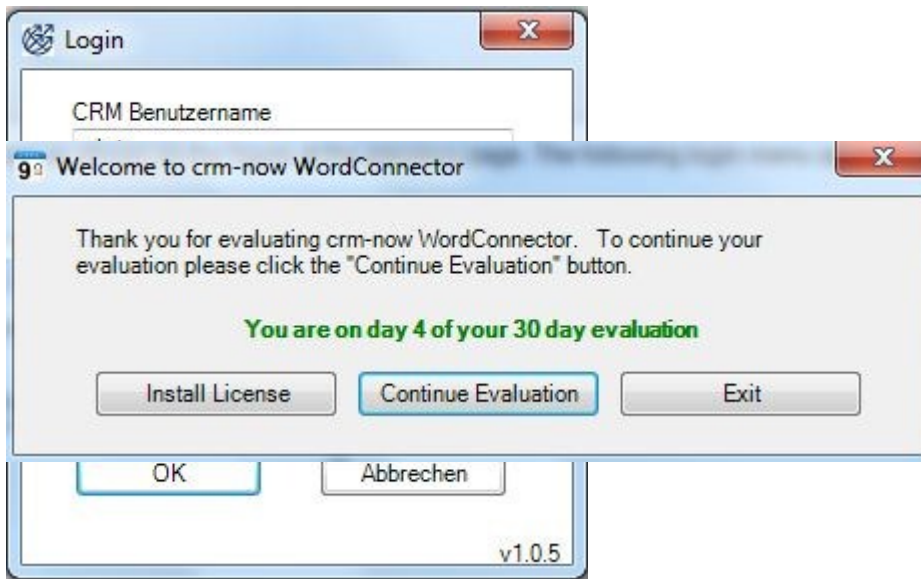 Login
CRM Benutzername
Welcome to crm-now WordConnector
Thank you for evaluating crm-now WordConnector. To continue your
evaluation please click the "Continue Evaluation" button.
You are on day 4 of your 30 day evaluation
Install License
Continue Evaluation
Exit
OK
Abbrechen
v1.0.5